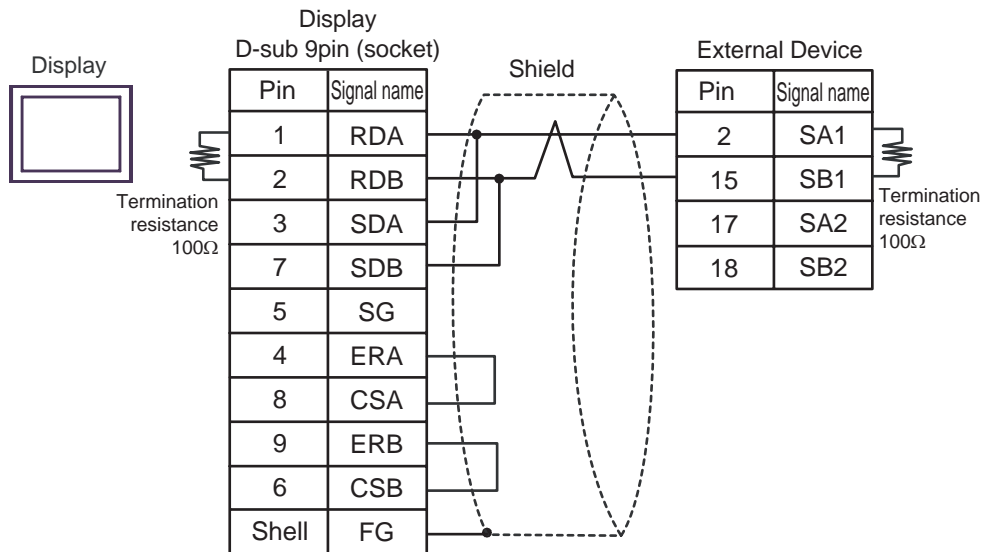 Display
Display
D-sub 9pin (socket)
Shield
External Device
Pin Signal name
1 RDA
2 RDB
3 SDA
7 SDB
5 SG
4 ERA
8 CSA
9 ERB
6 CSB
Shell FG
Termination
resistance
100Ω
Pin Signal name
2 SA1
15 SB1
17 SA2
18 SB2
Termination
resistance
100Ω